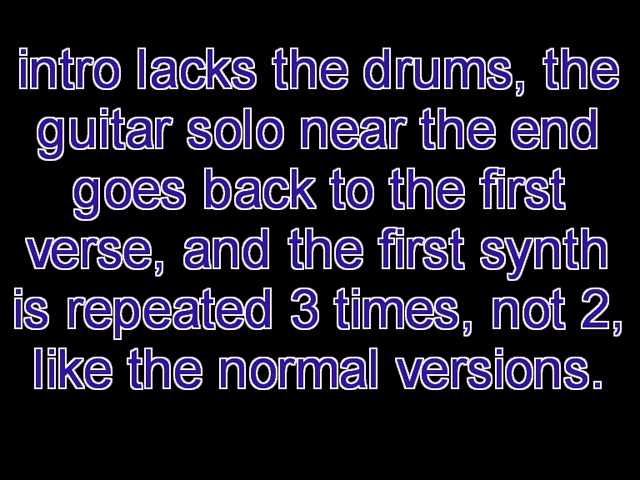 intro lacks the drums, the
guitar solo near the end
goes back to the first
verse, and the first synth
is repeated 3 times, not 2,
like the normal versions.